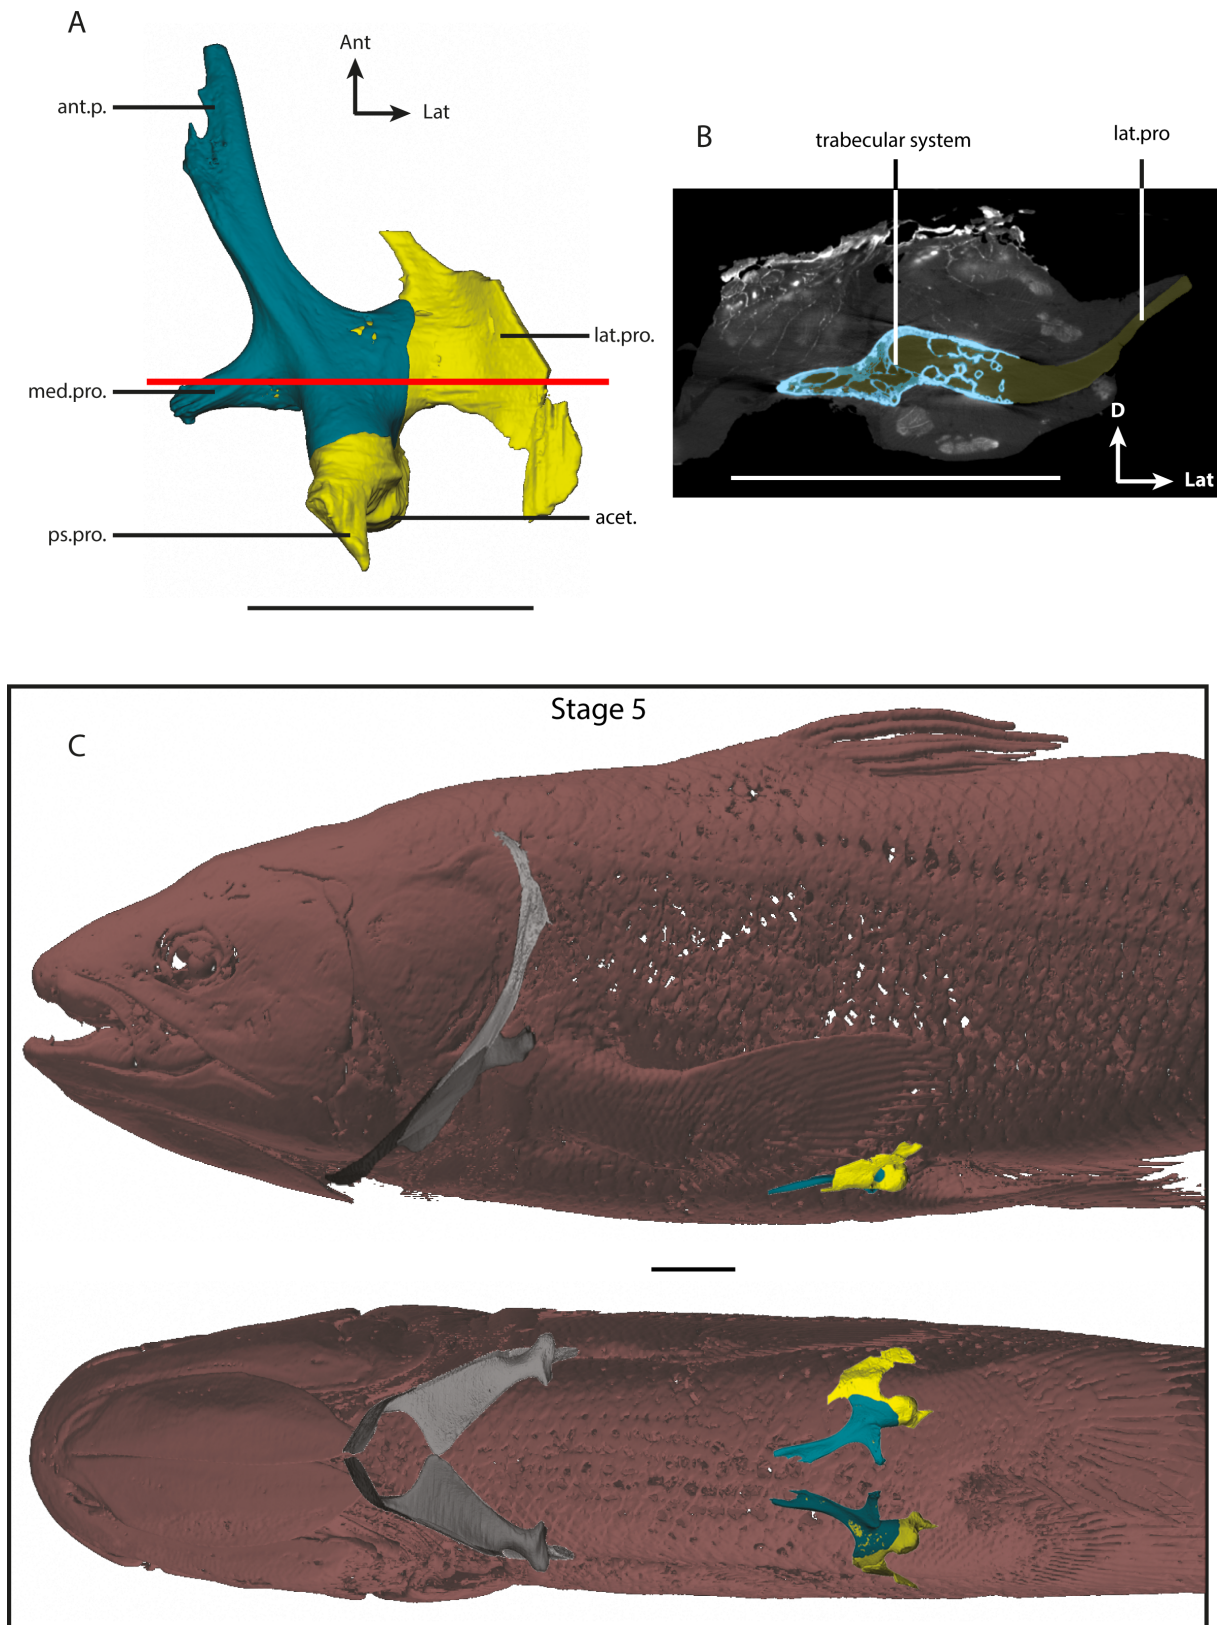 A
Ant
Lat
ant.p.
lat.pro.
med.pro.
acet.
ps.pro.
B
trabecular system
lat.pro
D
Lat
Stage 5
C